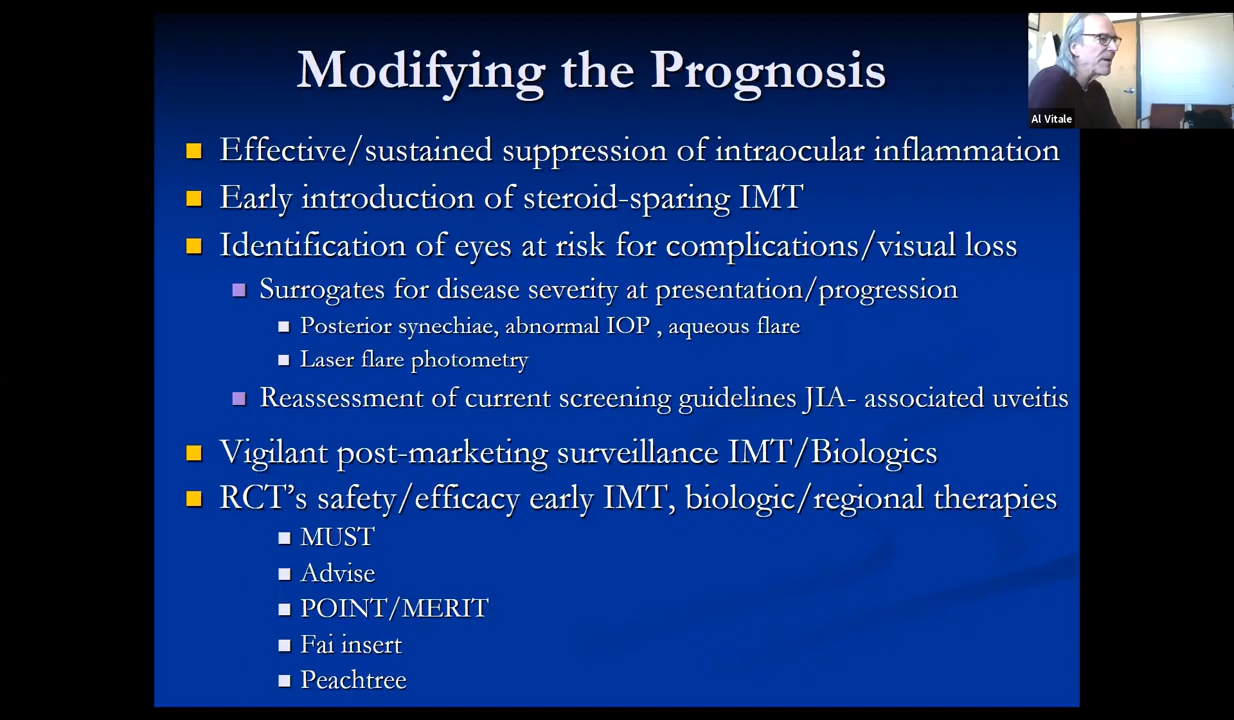 Modifying the Prognosis
Al Vitale
Effective/sustained suppression of intraocular inflammation
Early introduction of steroid-sparing IMT
Identification of eyes at risk for complications/visual loss
Surrogates for disease severity at presentation/progression
Posterior synechiae, abnormal IOP , aqueous flare
Laser flare photometry
Reassessment of current screening guidelines JIA- associated uveitis
Vigilant post-marketing surveillance IMT/Biologics
RCT's safety/efficacy early IMT, biologic/regional therapies
MUST
Advise
POINT/MERIT
Fai insert
Peachtree